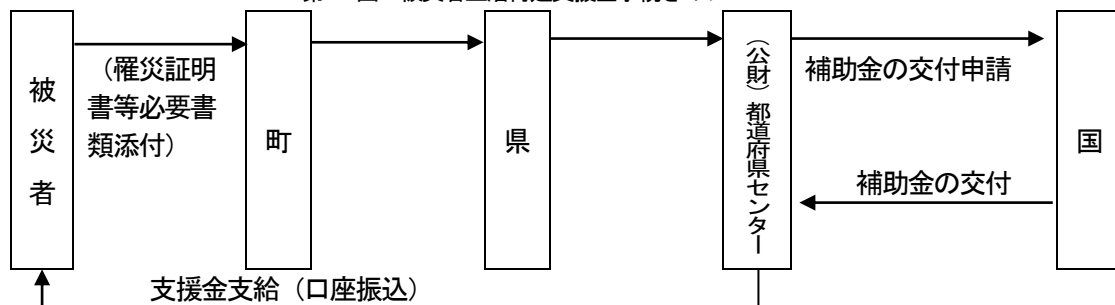 被災者
（罹災証明
書等必要書
類添付）
町
県
（公財）都道府県センター
補助金の交付申請
補助金の交付
国
支援金支給（口座振込）